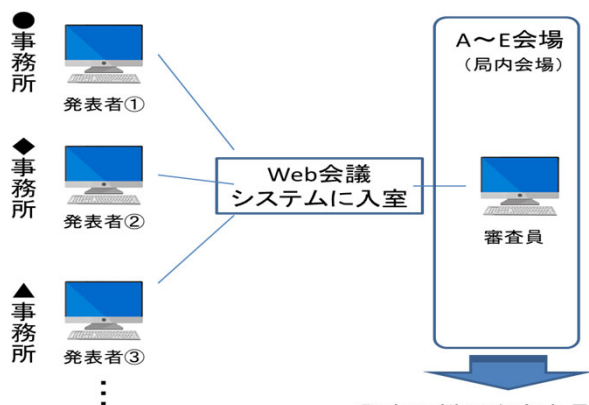 ●事務所
発表者①
◆事務所
発表者②
▲事務所
発表者③
⋮
Web会議
システムに入室
A～E会場
(局内会場)
審査員